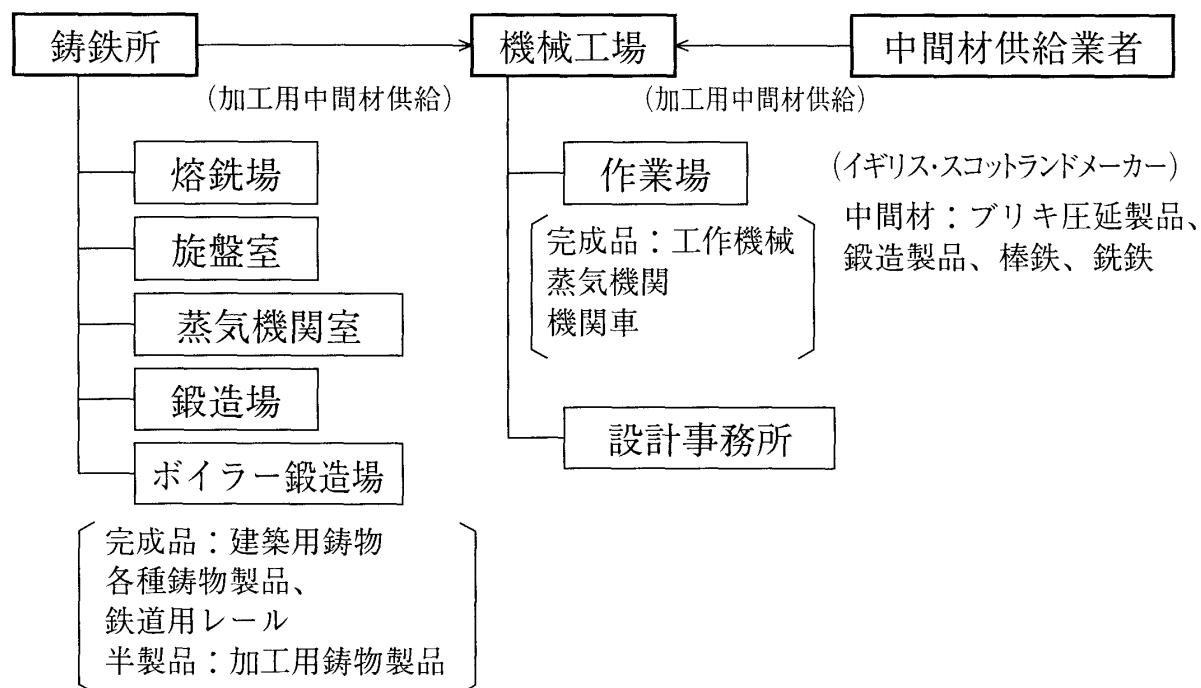 鋳鉄所
機械工場
中間材供給業者
(加工用中間材供給)
(加工用中間材供給)
熔銑場
旋盤室
蒸気機関室
鍛造場
ボイラー鍛造場
完成品：建築用鋳物
各種鋳物製品、
鉄道用レール
半製品：加工用鋳物製品
作業場
完成品：工作機械
蒸気機関
機関車
設計事務所
(イギリス・スコットランドメーカー)
中間材：ブリキ圧延製品、
鍛造製品、棒鉄、銑鉄